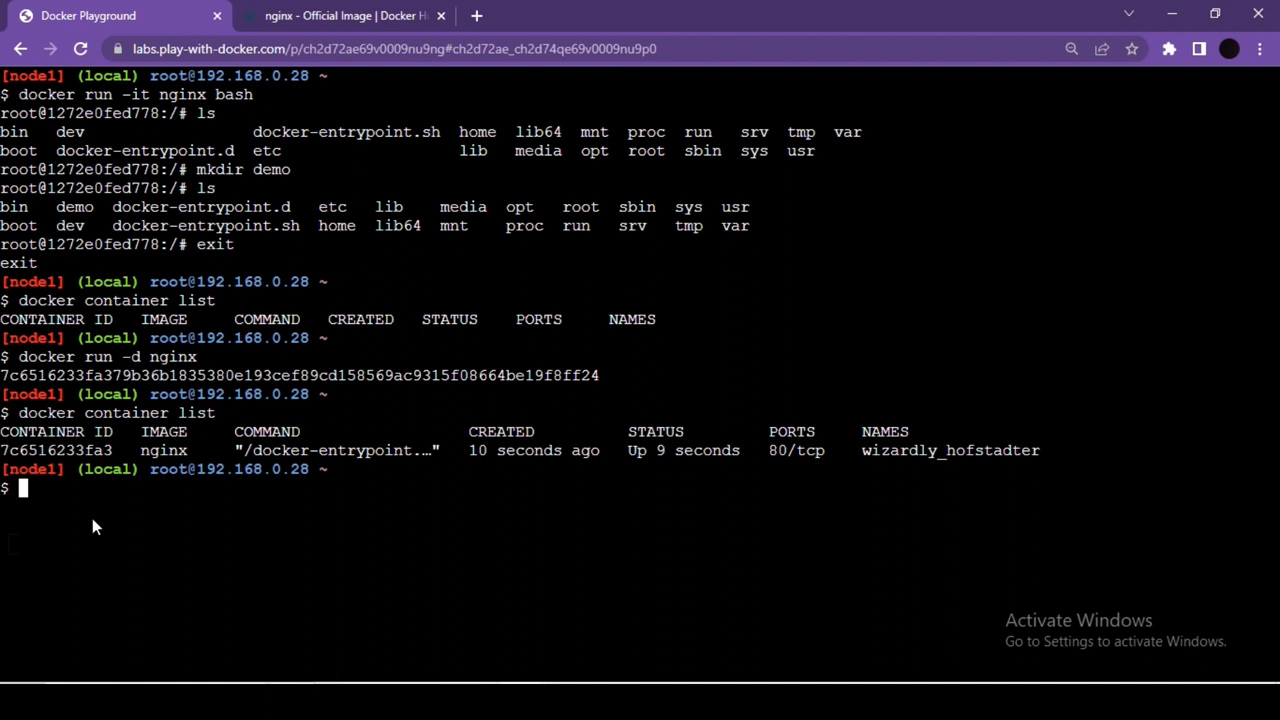 Docker Playground
nginx - Official Image | Docker H
labs.play-with-docker.com/p/ch2d72ae69v0009nu9ng#ch2d72ae_ch2d74qe69v0009nu9p0
[node1] (local) root@192.168.0.28 ~
$ docker run -it nginx bash
root@1272e0fed778:/# ls
bin dev docker-entrypoint.sh home lib64 mnt proc run srv tmp var
boot docker-entrypoint.d etc lib media opt root sbin sys usr
root@1272e0fed778:/# mkdir demo
root@1272e0fed778:/# ls
bin demo docker-entrypoint.d etc lib media opt root sbin sys usr
boot dev docker-entrypoint.sh home lib64 mnt proc run srv tmp var
root@1272e0fed778:/# exit
exit
[node1] (local) root@192.168.0.28 ~
$ docker container list
CONTAINER ID IMAGE COMMAND CREATED STATUS PORTS NAMES
[node1] (local) root@192.168.0.28 ~
$ docker run -d nginx
7c6516233fa379b36b1835380e193cef89cd158569ac9315f08664be19f8ff24
[node1] (local) root@192.168.0.28 ~
$ docker container list
CONTAINER ID IMAGE COMMAND CREATED STATUS PORTS NAMES
7c6516233fa3 nginx "/docker-entrypoint.…" 10 seconds ago Up 9 seconds 80/tcp wizardly_hofstadter
[node1] (local) root@192.168.0.28 ~
$
Activate Windows
Go to Settings to activate Windows.